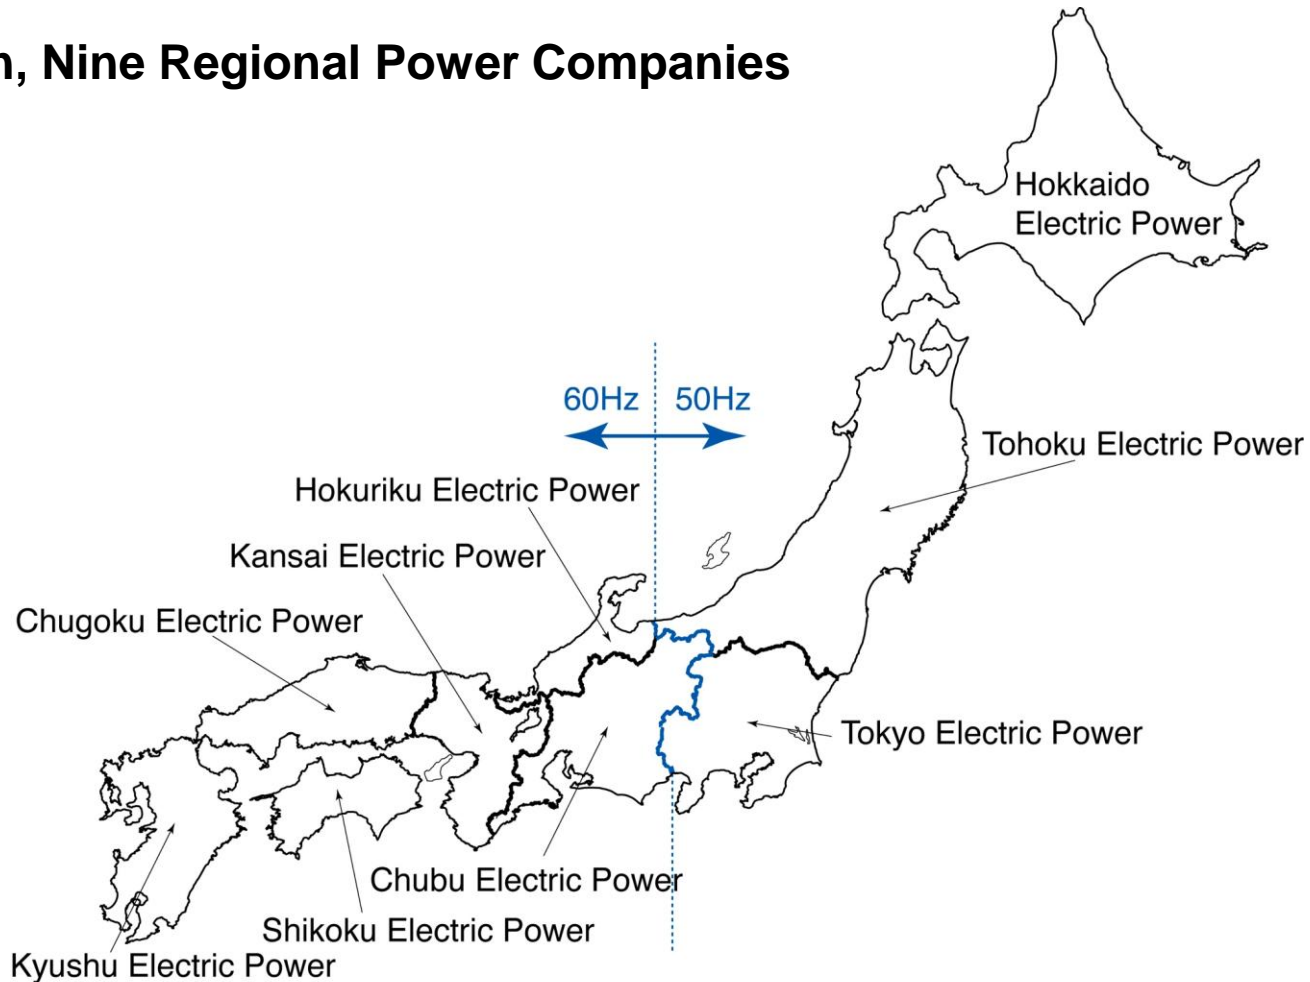 n, Nine Regional Power Companies
Hokkaido
Electric Power
60Hz 50Hz
Tohoku Electric Power
Hokuriku Electric Power
Kansai Electric Power
Chugoku Electric Power
Tokyo Electric Power
Chubu Electric Power
Shikoku Electric Power
Kyushu Electric Power